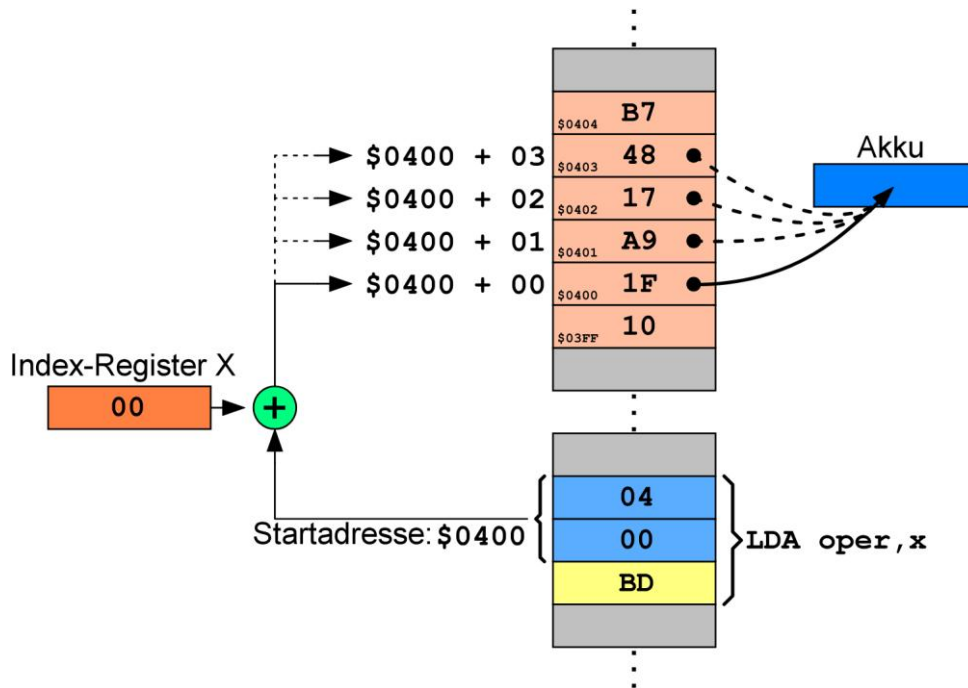 B7
$0404
Akku
$0400 + 03
48
$0403
$0400 + 02
17
$0402
$0400 + 01
A9
$0401
$0400 + 00
1F
$0400
10
$03FF
Index-Register X
00
+
04
Startadresse: $0400
00
LDA oper,x
BD